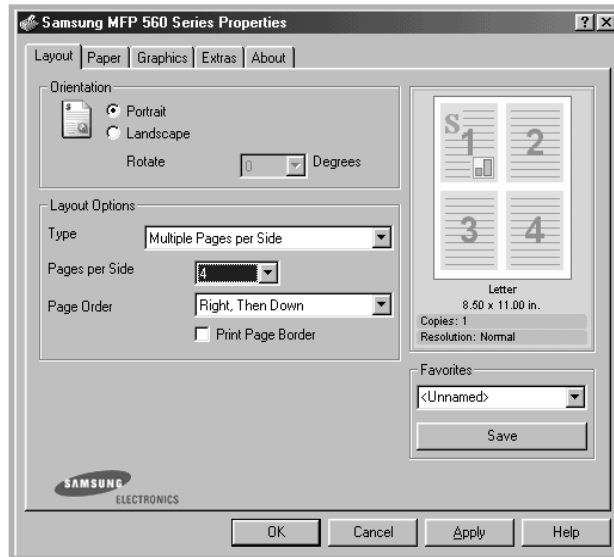 Samsung MFP 560 Series Properties
Layout Paper Graphics Extras About
Orientation
Portrait
Landscape
Rotate 0 Degrees
Layout Options
Type Multiple Pages per Side
Pages per Side 4
Page Order Right, Then Down
Print Page Border
S 1 2
3 4
Letter
8.50 x 11.00 in.
Copies: 1
Resolution: Normal
Favorites
<Unnamed>
Save
SAMSUNG
ELECTRONICS
OK Cancel Apply Help